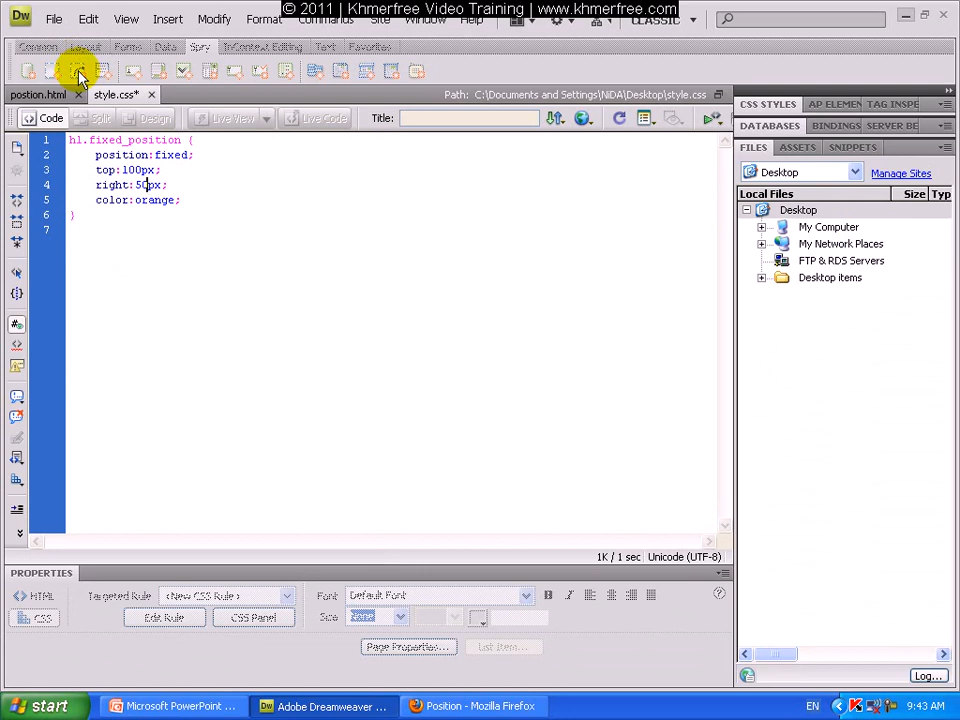 © 2011 | Khmerfree Video Training | www.khmerfree.com
Dw File Edit View Insert Modify Format Commands Site Window Help CLASSIC
Common Layout Forms Data Spry InContext Editing Text Favorites
postion.html style.css* Path: C:\Documents and Settings\NiDA\Desktop\style.css
Code Split Design Live View Live Code Title:
1 h1.fixed_position {
2 position:fixed;
3 top:100px;
4 right:50px;
5 color:orange;
6 }
7
1K / 1 sec Unicode (UTF-8)
PROPERTIES
HTML Targeted Rule <New CSS Rule> Font Default Font B I
CSS Edit Rule CSS Panel Size None
Page Properties... List Item...
CSS STYLES AP ELEMEN TAG INSPE
DATABASES BINDINGS SERVER BE
FILES ASSETS SNIPPETS
Desktop Manage Sites
Local Files Size Typ
Desktop
My Computer
My Network Places
FTP & RDS Servers
Desktop items
Log...
start Microsoft PowerPoint ... Adobe Dreamweaver ... Position - Mozilla Firefox EN 9:43 AM